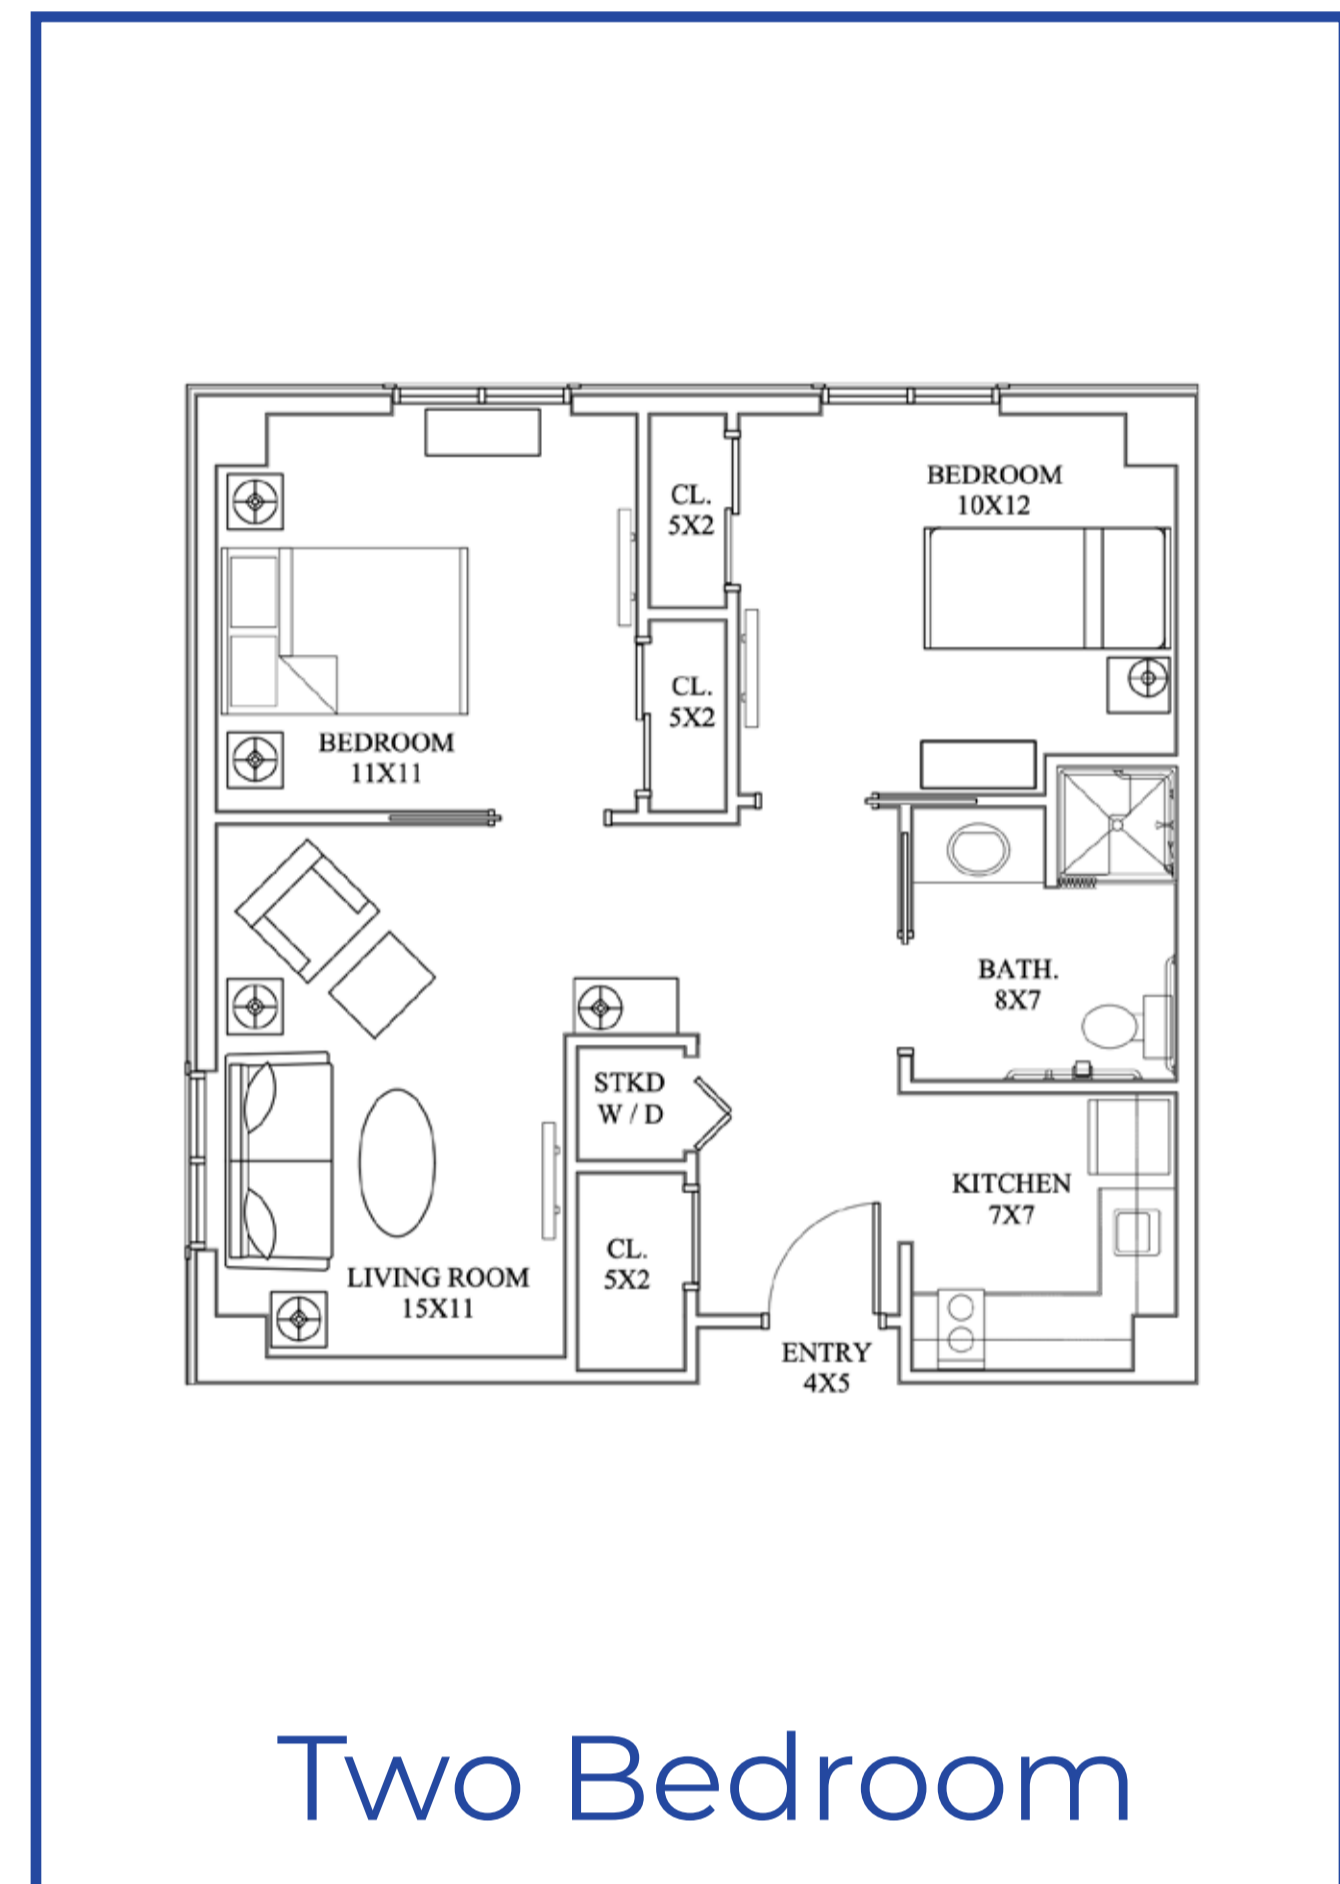 BEDROOM
10X12
CL.
5X2
CL.
5X2
BEDROOM
11X11
BATH.
8X7
STKD
W / D
KITCHEN
7X7
CL.
5X2
LIVING ROOM
15X11
ENTRY
4X5
Two Bedroom